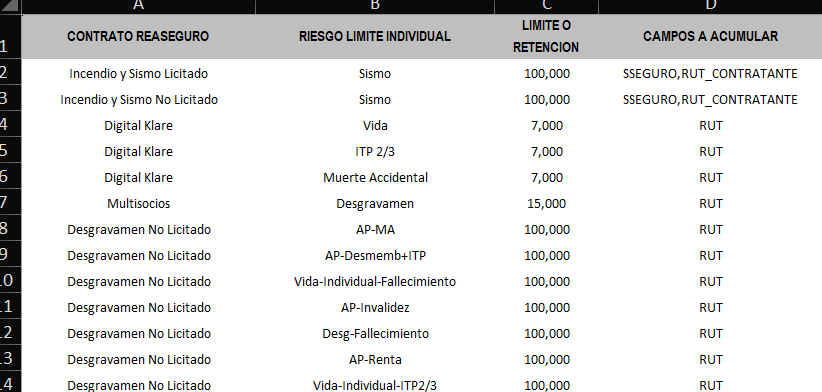 A B C D
1 CONTRATO REASEGURO RIESGO LIMITE INDIVIDUAL LIMITE O RETENCION CAMPOS A ACUMULAR
2 Incendio y Sismo Licitado Sismo 100,000 SSEGURO,RUT_CONTRATANTE
3 Incendio y Sismo No Licitado Sismo 100,000 SSEGURO,RUT_CONTRATANTE
4 Digital Klare Vida 7,000 RUT
5 Digital Klare ITP 2/3 7,000 RUT
6 Digital Klare Muerte Accidental 7,000 RUT
7 Multisocios Desgravamen 15,000 RUT
8 Desgravamen No Licitado AP-MA 100,000 RUT
9 Desgravamen No Licitado AP-Desmemb+ITP 100,000 RUT
10 Desgravamen No Licitado Vida-Individual-Fallecimiento 100,000 RUT
11 Desgravamen No Licitado AP-Invalidez 100,000 RUT
12 Desgravamen No Licitado Desg-Fallecimiento 100,000 RUT
13 Desgravamen No Licitado AP-Renta 100,000 RUT
14 Desgravamen No Licitado Vida-Individual-ITP2/3 100,000 RUT